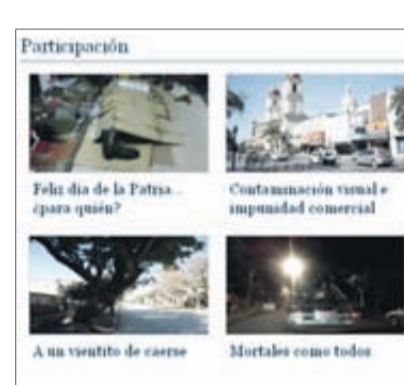 Participación
Feliz día de la Patria...
¿para quién?
Contaminación visual e
impunidad comercial
A un vientito de caerse
Mortales como todos